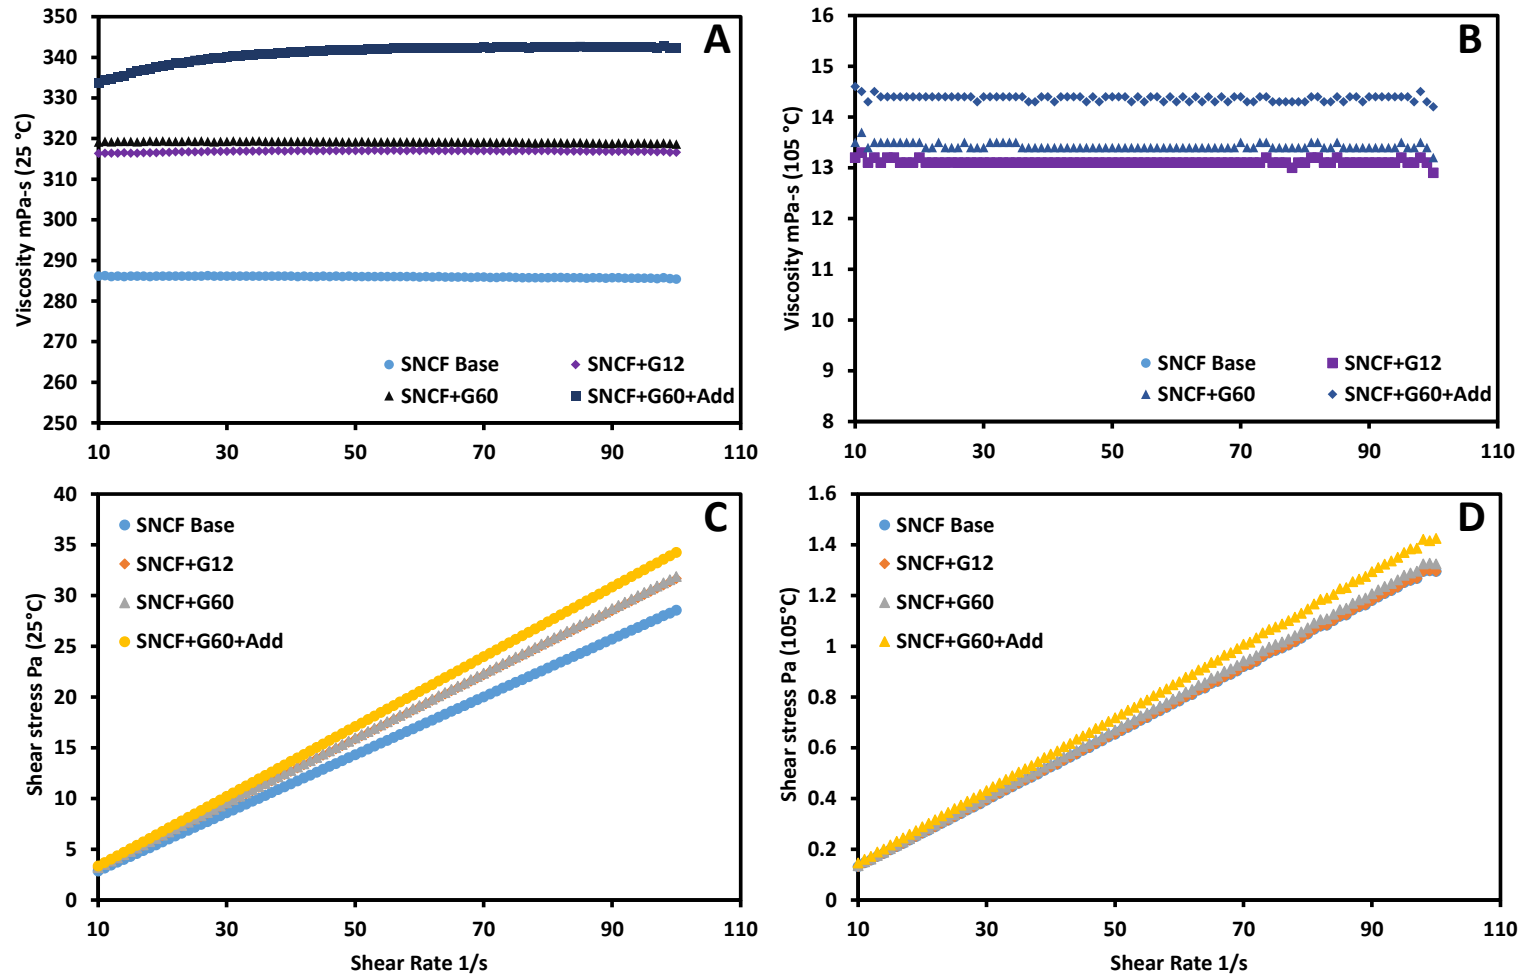 A
Viscosity mPa-s (25 °C)
350
340
330
320
310
300
290
280
270
260
250
10 30 50 70 90 110
SNCF Base SNCF+G12
SNCF+G60 SNCF+G60+Add
B
Viscosity mPa-s (105 °C)
16
15
14
13
12
11
10
9
8
10 30 50 70 90 110
SNCF Base SNCF+G12
SNCF+G60 SNCF+G60+Add
C
Shear stress Pa (25°C)
40
35
30
25
20
15
10
5
0
10 30 50 70 90 110
SNCF Base
SNCF+G12
SNCF+G60
SNCF+G60+Add
Shear Rate 1/s
D
Shear stress Pa (105°C)
1.6
1.4
1.2
1
0.8
0.6
0.4
0.2
0
10 30 50 70 90 110
SNCF Base
SNCF+G12
SNCF+G60
SNCF+G60+Add
Shear Rate 1/s